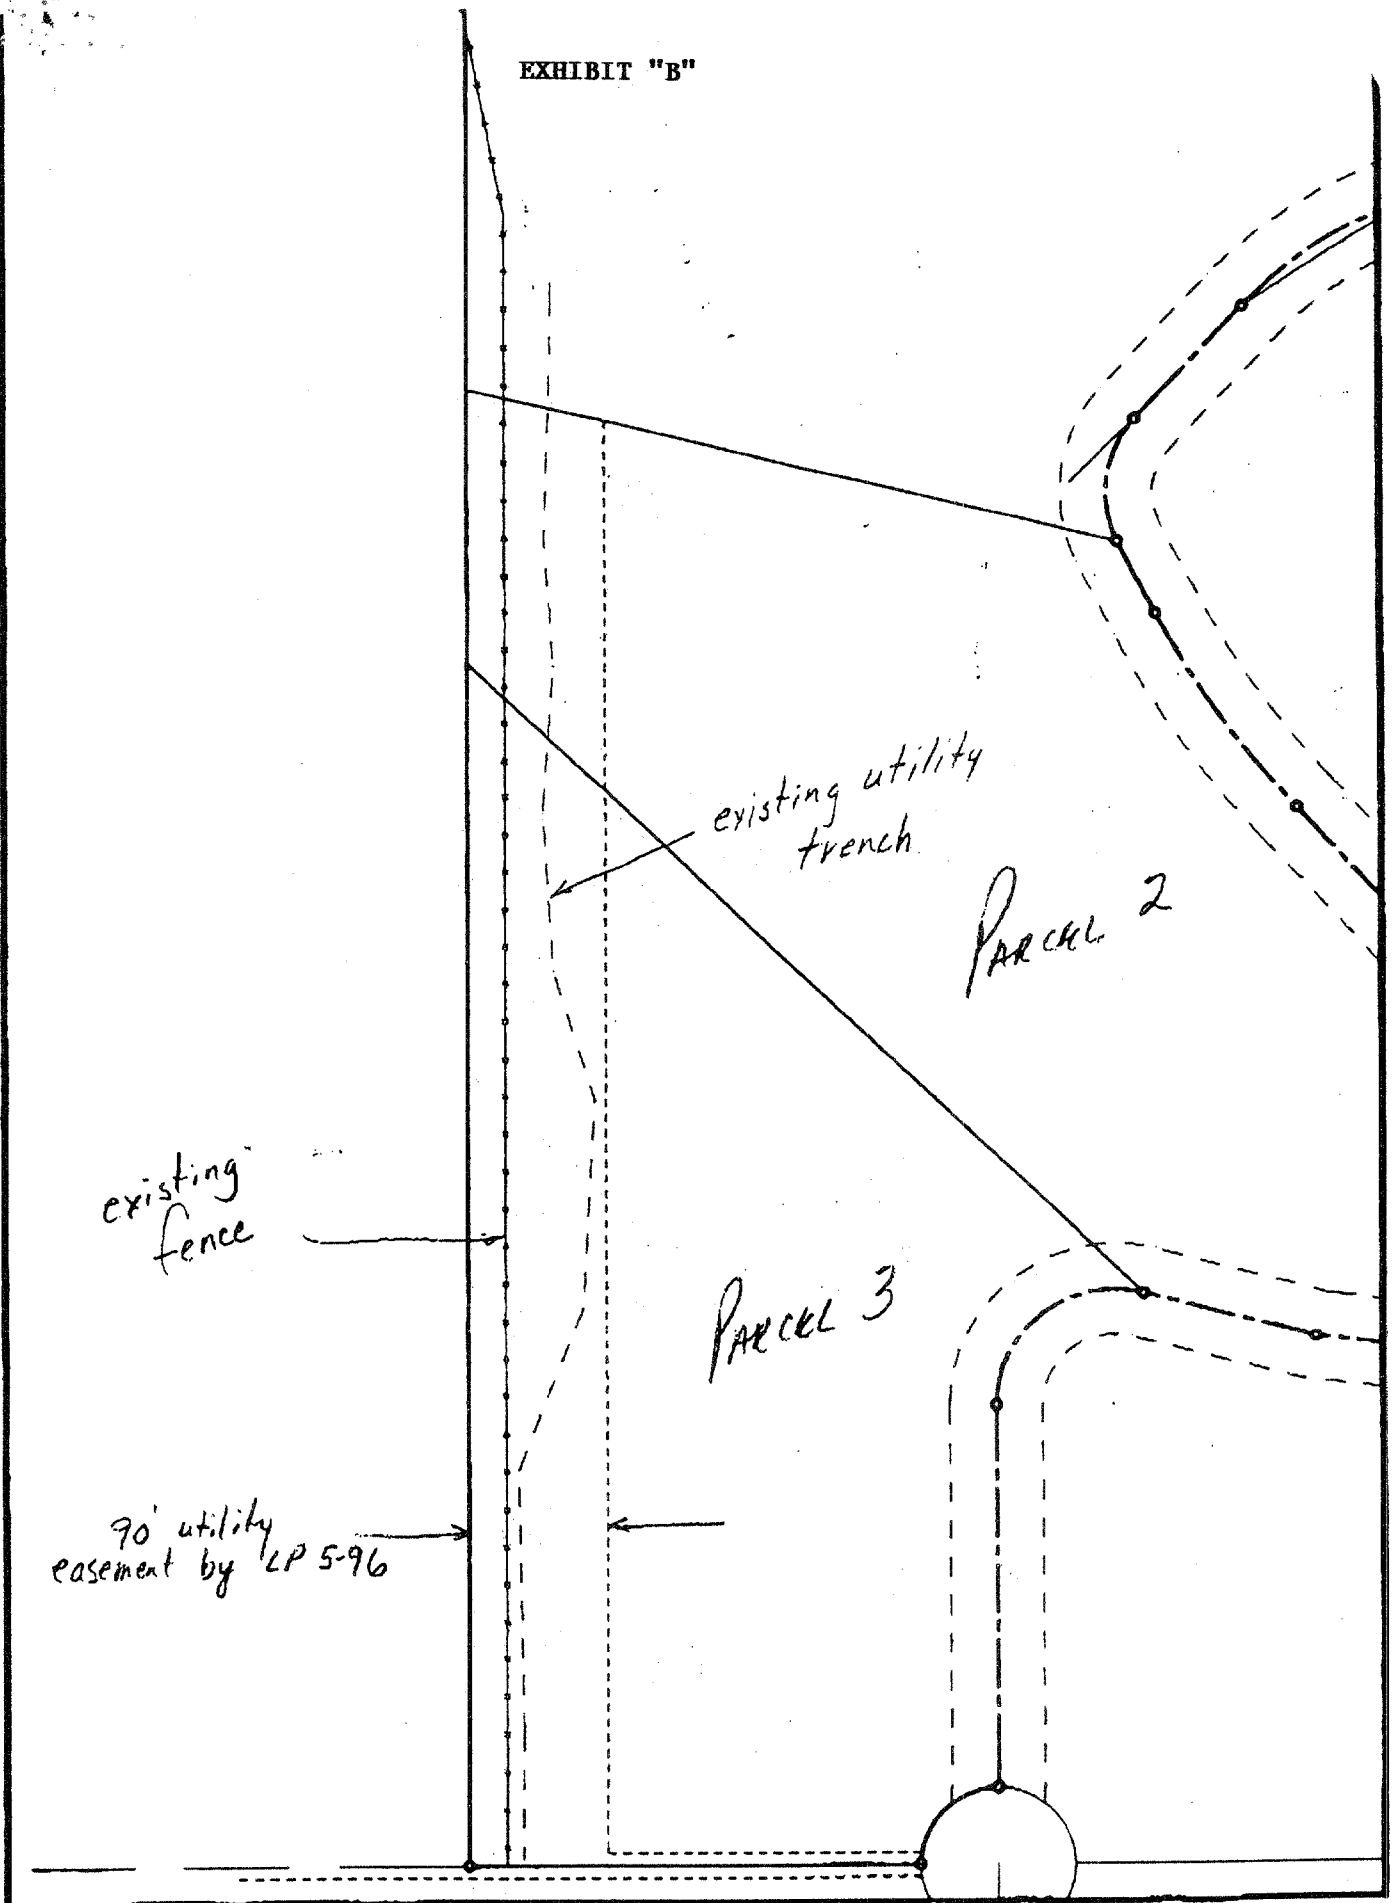 EXHIBIT "B"
existing utility
trench
PARCEL 2
existing
fence
PARCEL 3
90' utility
easement by LP 5-96